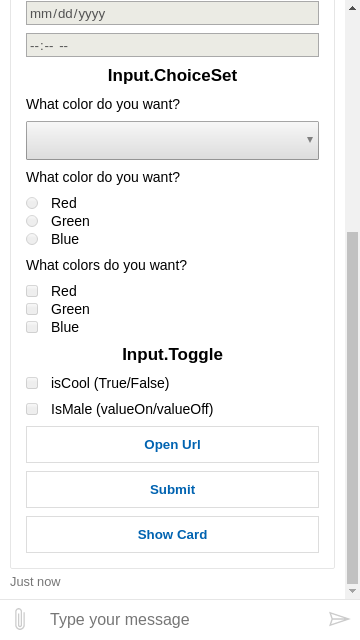 mm/dd/yyyy
--:-- --
Input.ChoiceSet
What color do you want?
What color do you want?
Red
Green
Blue
What colors do you want?
Red
Green
Blue
Input.Toggle
isCool (True/False)
IsMale (valueOn/valueOff)
Open Url
Submit
Show Card
Just now
Type your message